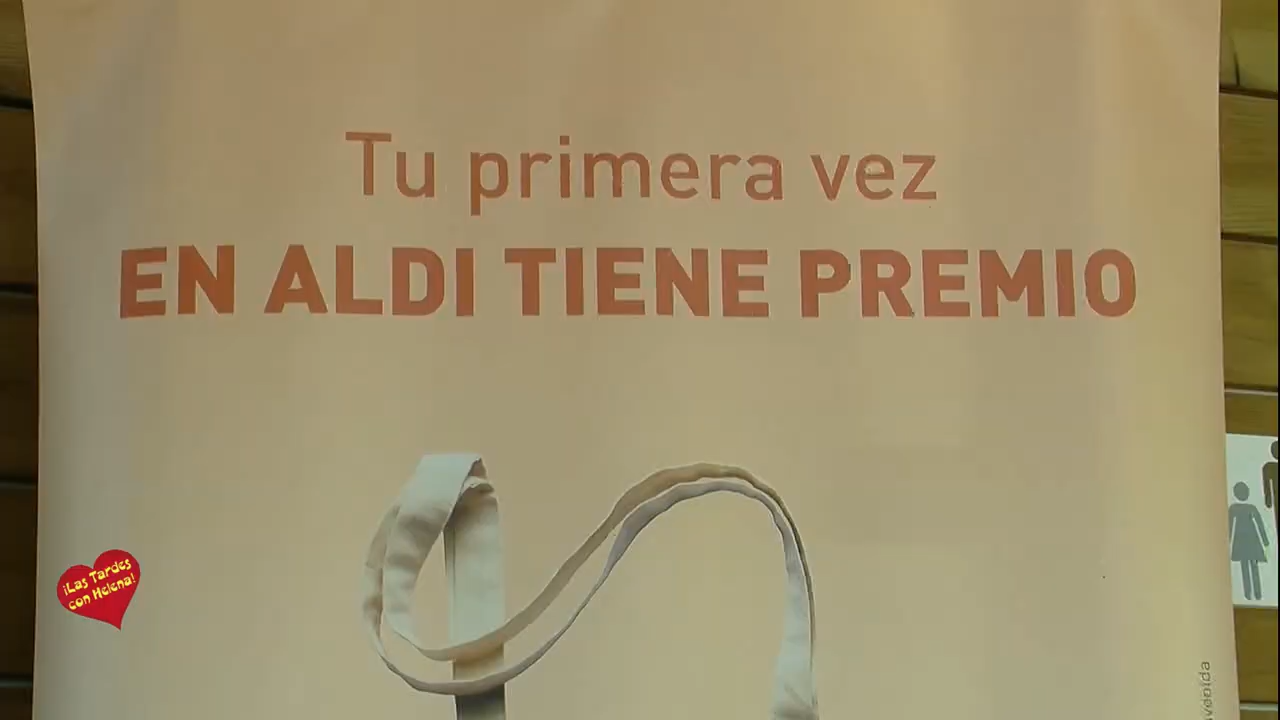 Tu primera vez
EN ALDI TIENE PREMIO
¡Las Tardes
con Helena!